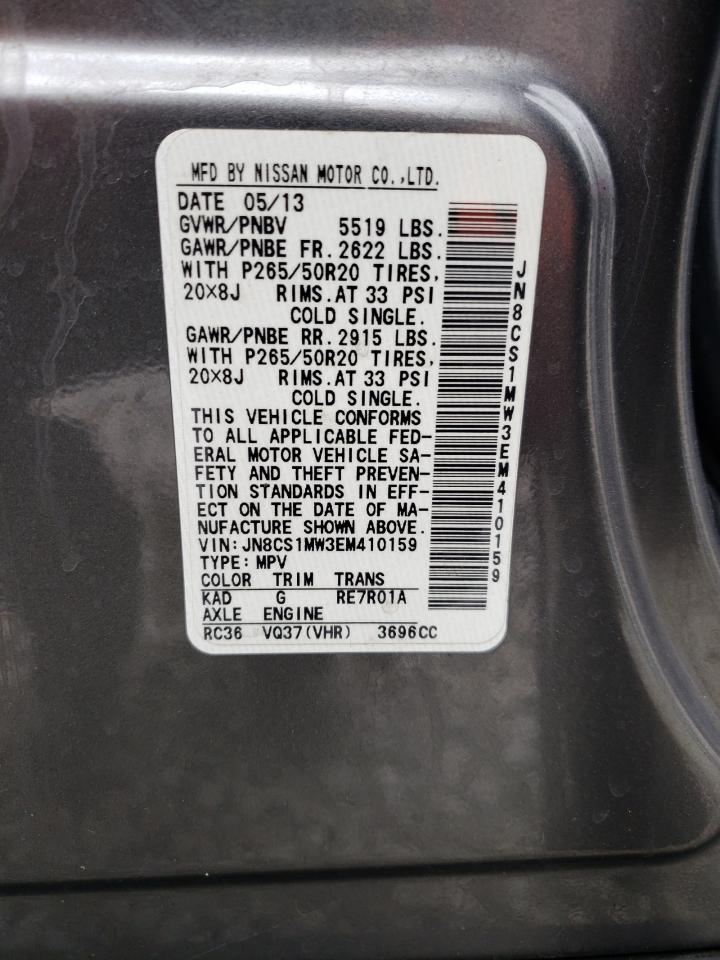 MFD BY NISSAN MOTOR CO.,LTD.
DATE 05/13
GVWR/PNBV 5519 LBS.
GAWR/PNBE FR. 2622 LBS.
WITH P265/50R20 TIRES,
20X8J RIMS. AT 33 PSI
COLD SINGLE.
GAWR/PNBE RR. 2915 LBS.
WITH P265/50R20 TIRES,
20X8J RIMS. AT 33 PSI
COLD SINGLE.
THIS VEHICLE CONFORMS
TO ALL APPLICABLE FED-
ERAL MOTOR VEHICLE SA-
FETY AND THEFT PREVEN-
TION STANDARDS IN EFF-
ECT ON THE DATE OF MA-
NUFACTURE SHOWN ABOVE.
VIN: JN8CS1MW3EM410159
TYPE: MPV
COLOR TRIM TRANS
KAD G RE7R01A
AXLE ENGINE
RC36 VQ37(VHR) 3696CC
JN8CS1MW3EM410159